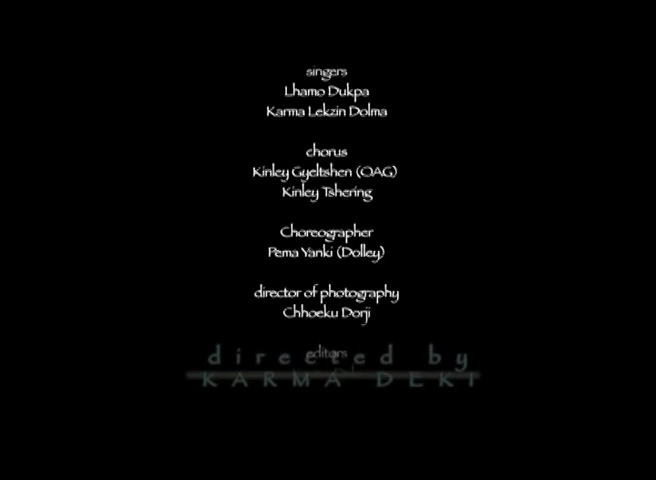 singers
Lhamo Dukpa
Karma Lekzin Dolma
chorus
Kinley Gyeltshen (OAG)
Kinley Tshering
Choreographer
Pema Yanki (Dolley)
director of photography
Chhoeku Dorji
editors
directed by
KARMA DEKI